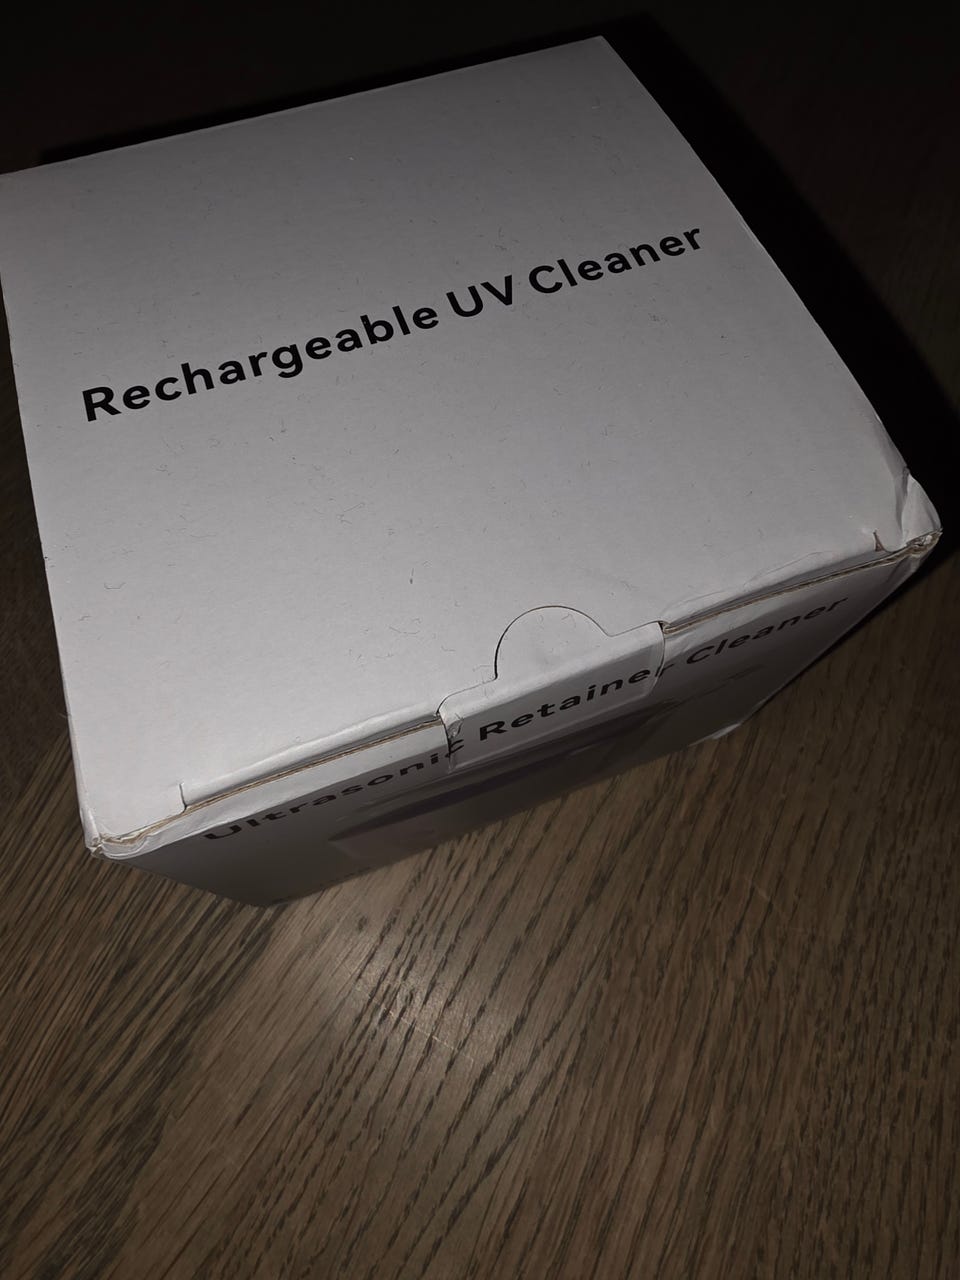 Rechargeable UV Cleaner
Ultrasonic Retainer Cleaner